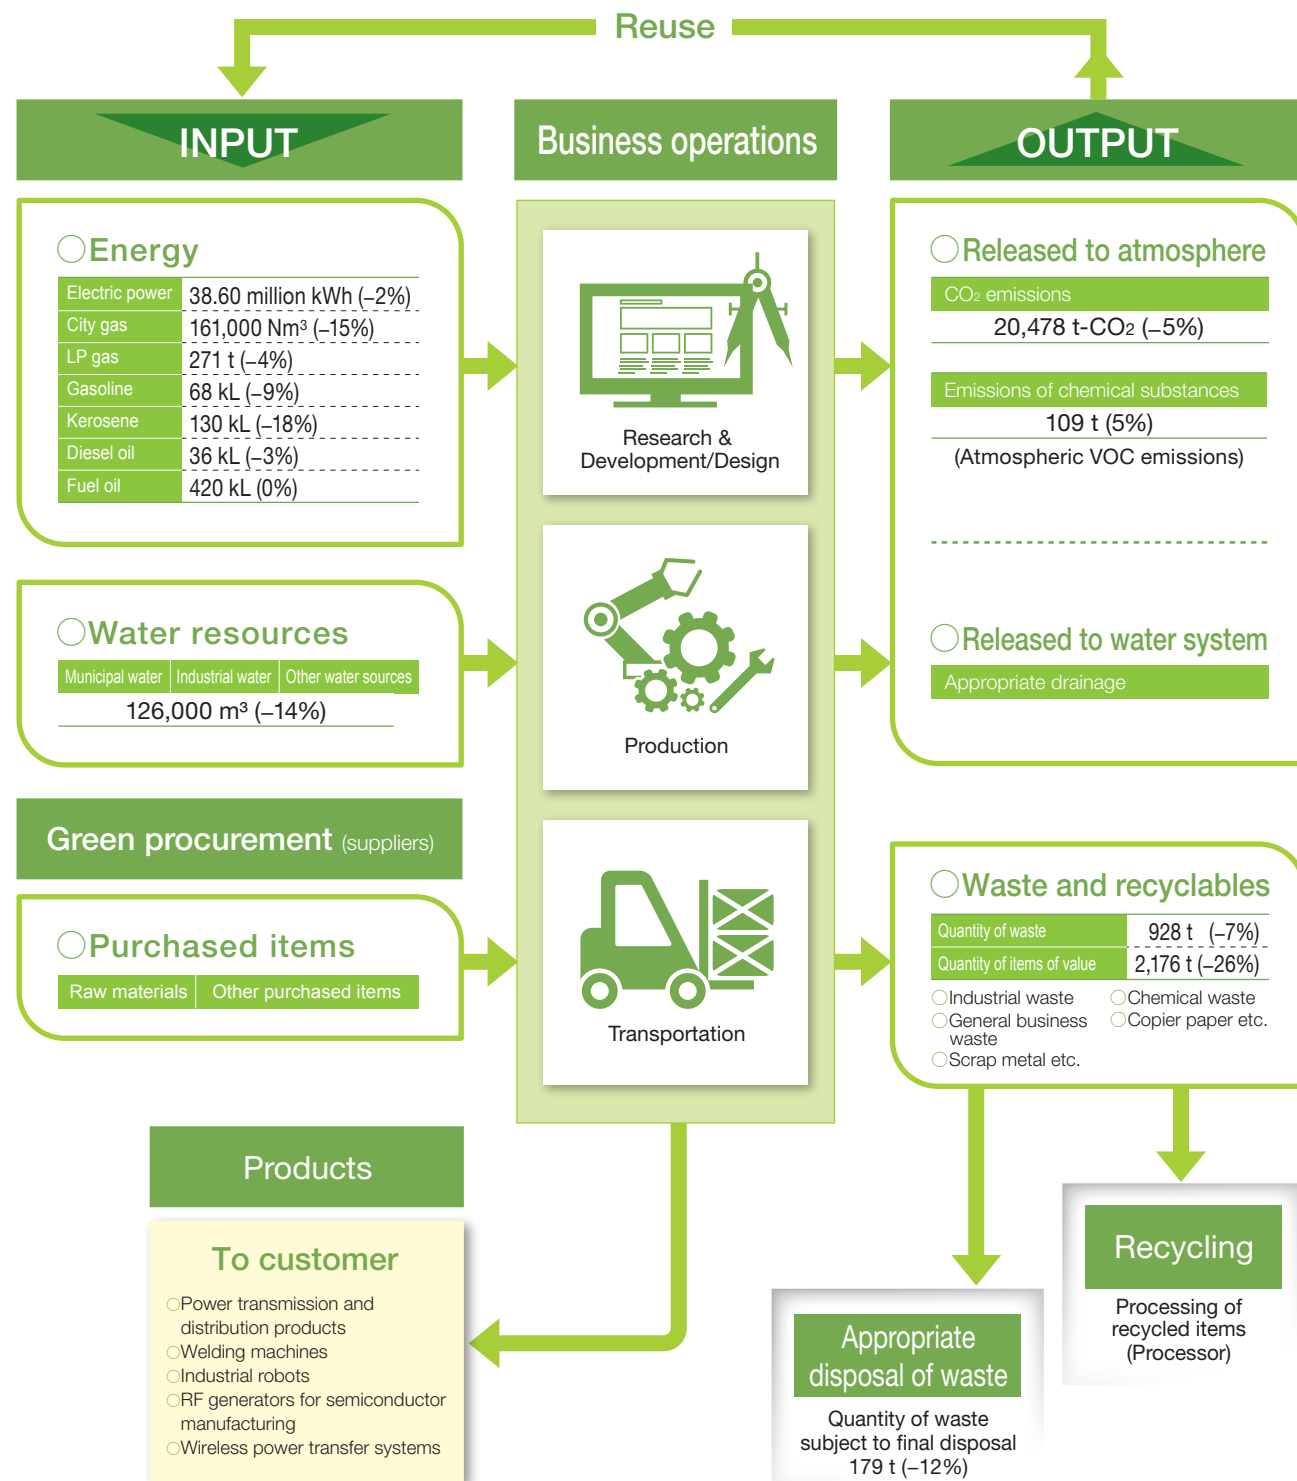 Reuse
INPUT
Business operations
OUTPUT
○Energy
Electric power 38.60 million kWh (–2%)
City gas 161,000 Nm³ (–15%)
LP gas 271 t (–4%)
Gasoline 68 kL (–9%)
Kerosene 130 kL (–18%)
Diesel oil 36 kL (–3%)
Fuel oil 420 kL (0%)
○Water resources
Municipal water Industrial water Other water sources
126,000 m³ (–14%)
Green procurement (suppliers)
○Purchased items
Raw materials Other purchased items
Research &
Development/Design
Production
Transportation
○Released to atmosphere
CO₂ emissions
20,478 t-CO₂ (–5%)
Emissions of chemical substances
109 t (5%)
(Atmospheric VOC emissions)
○Released to water system
Appropriate drainage
○Waste and recyclables
Quantity of waste 928 t (–7%)
Quantity of items of value 2,176 t (–26%)
○Industrial waste ○Chemical waste
○General business ○Copier paper etc.
waste
○Scrap metal etc.
Products
To customer
○Power transmission and
distribution products
○Welding machines
○Industrial robots
○RF generators for semiconductor
manufacturing
○Wireless power transfer systems
Appropriate
disposal of waste
Quantity of waste
subject to final disposal
179 t (–12%)
Recycling
Processing of
recycled items
(Processor)